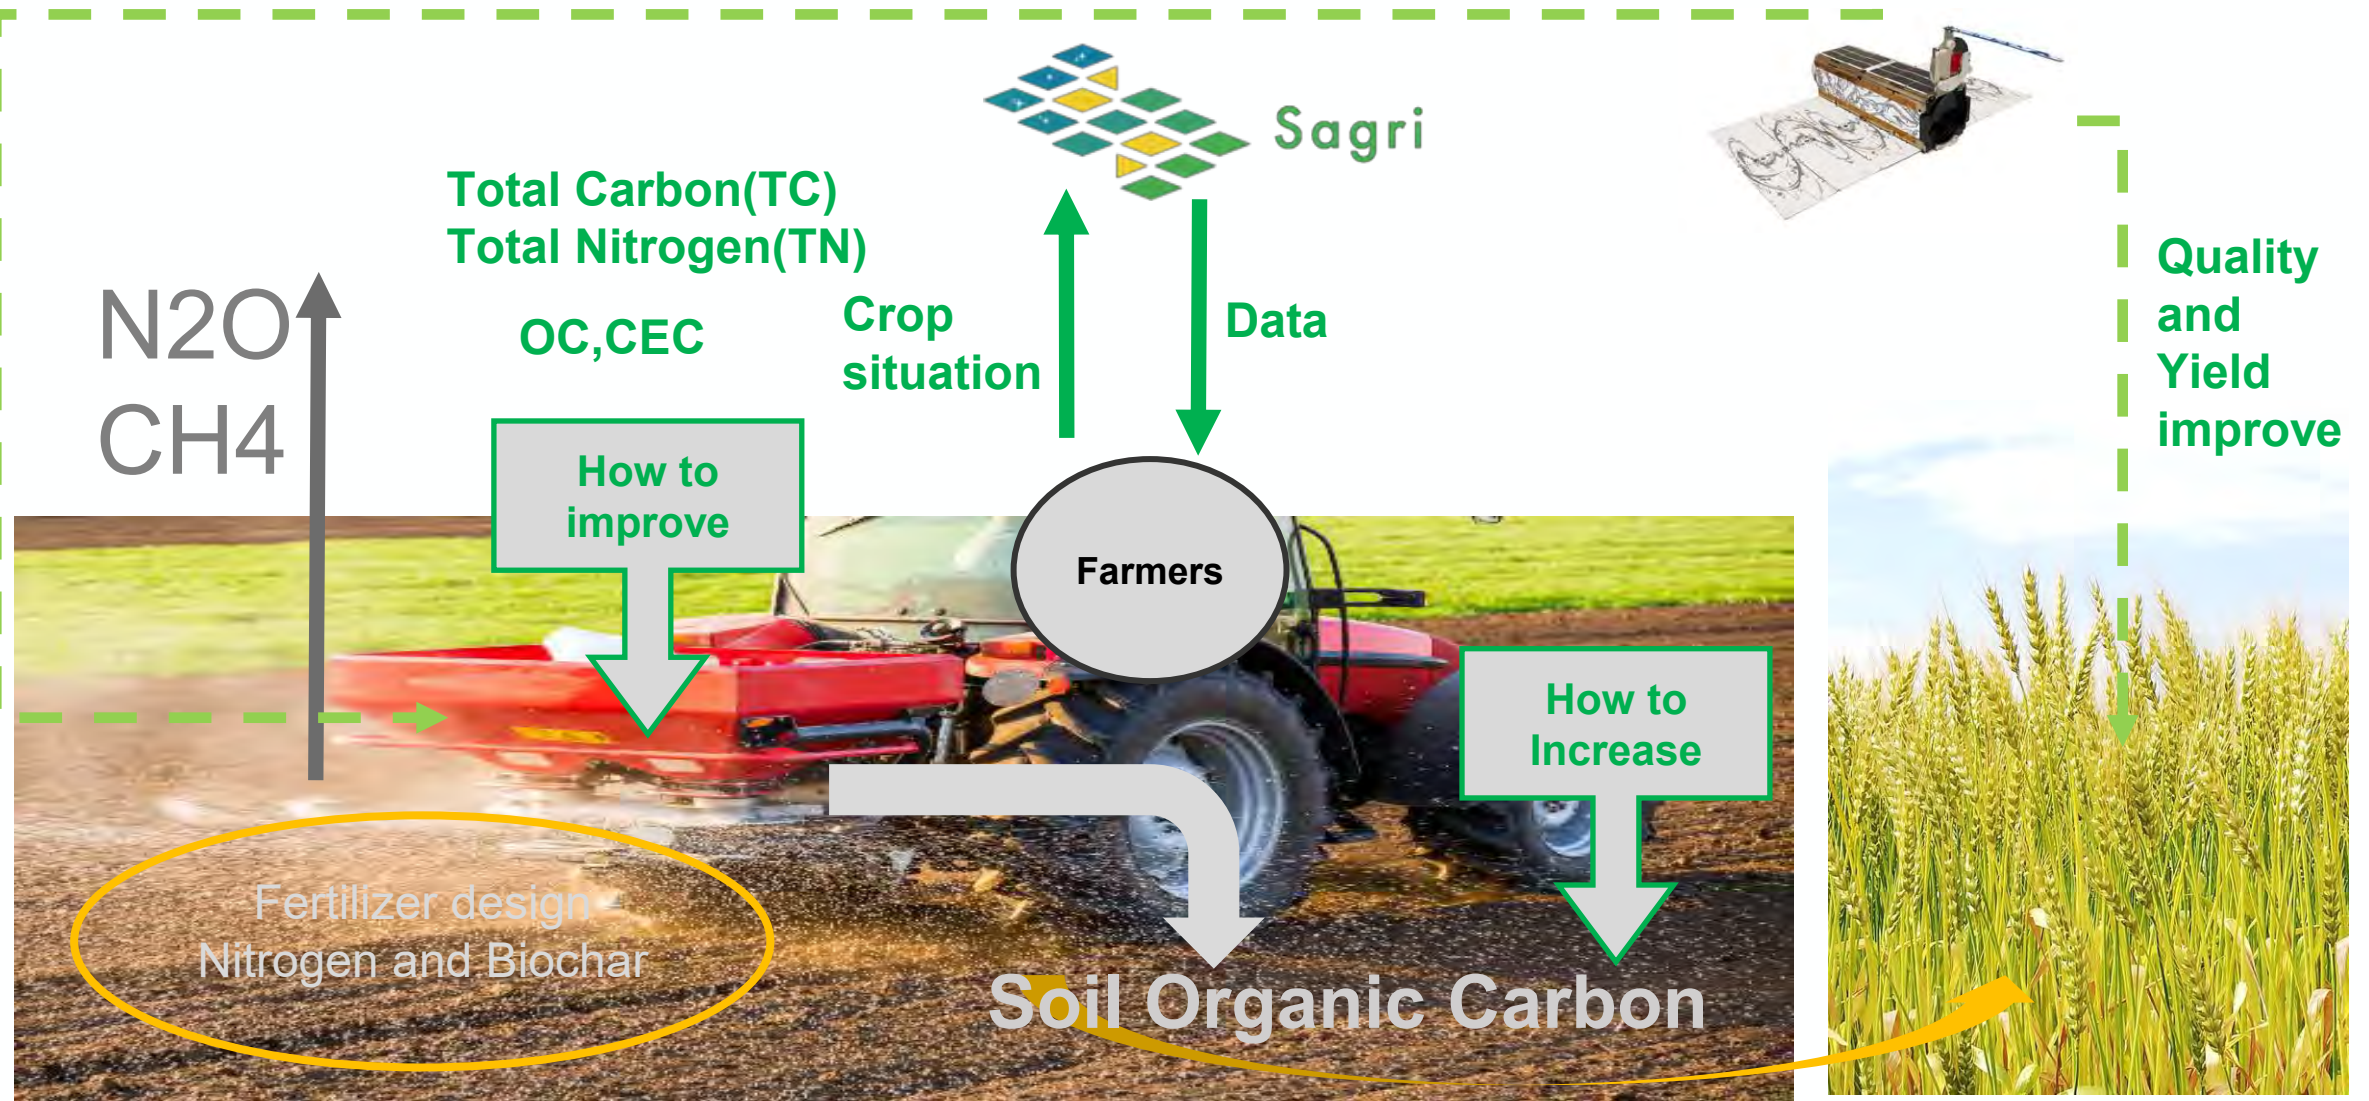 Sagri
Total Carbon(TC)
Total Nitrogen(TN)
OC,CEC
N2O
CH4
Crop
situation
Data
Quality
and
Yield
improve
How to
improve
Farmers
How to
Increase
Fertilizer design -
Nitrogen and Biochar
Soil Organic Carbon